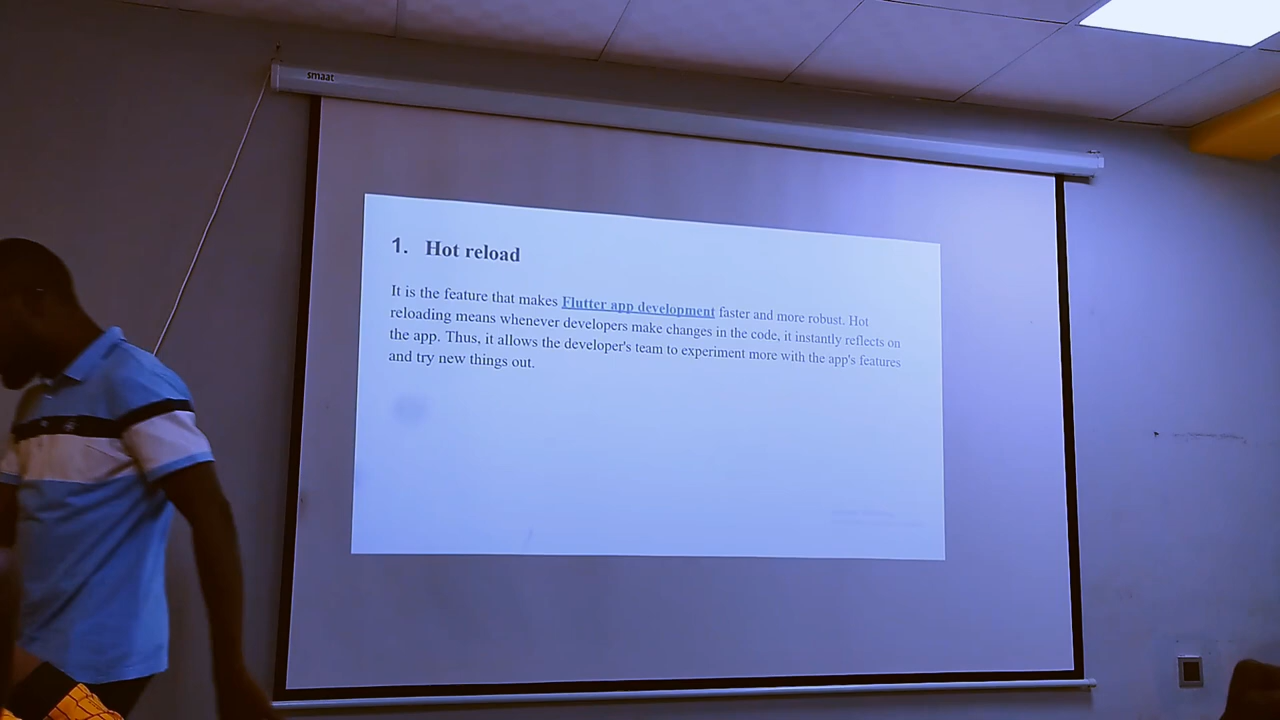 smaat
1. Hot reload
It is the feature that makes Flutter app development faster and more robust. Hot
reloading means whenever developers make changes in the code, it instantly reflects on
the app. Thus, it allows the developer's team to experiment more with the app's features
and try new things out.